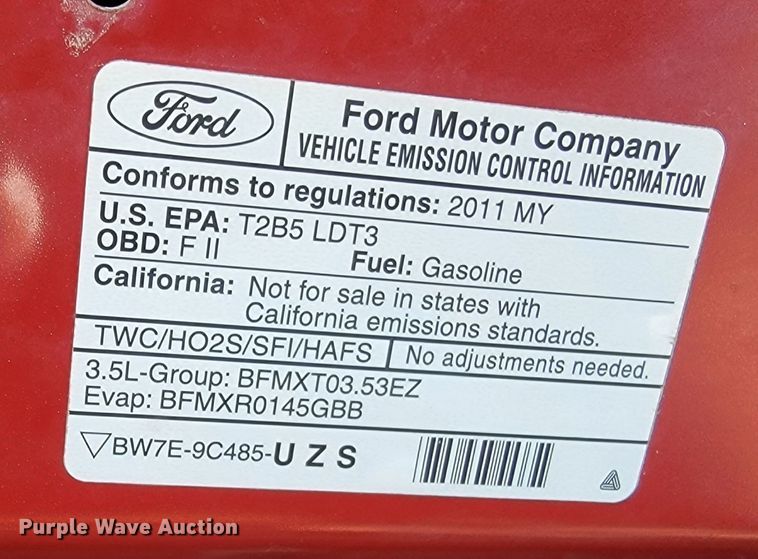 Ford
Ford Motor Company
VEHICLE EMISSION CONTROL INFORMATION
Conforms to regulations: 2011 MY
U.S. EPA: T2B5 LDT3
OBD: F II Fuel: Gasoline
California: Not for sale in states with
California emissions standards.
TWC/HO2S/SFI/HAFS No adjustments needed.
3.5L-Group: BFMXT03.53EZ
Evap: BFMXR0145GBB
BW7E-9C485-U Z S
Purple Wave Auction